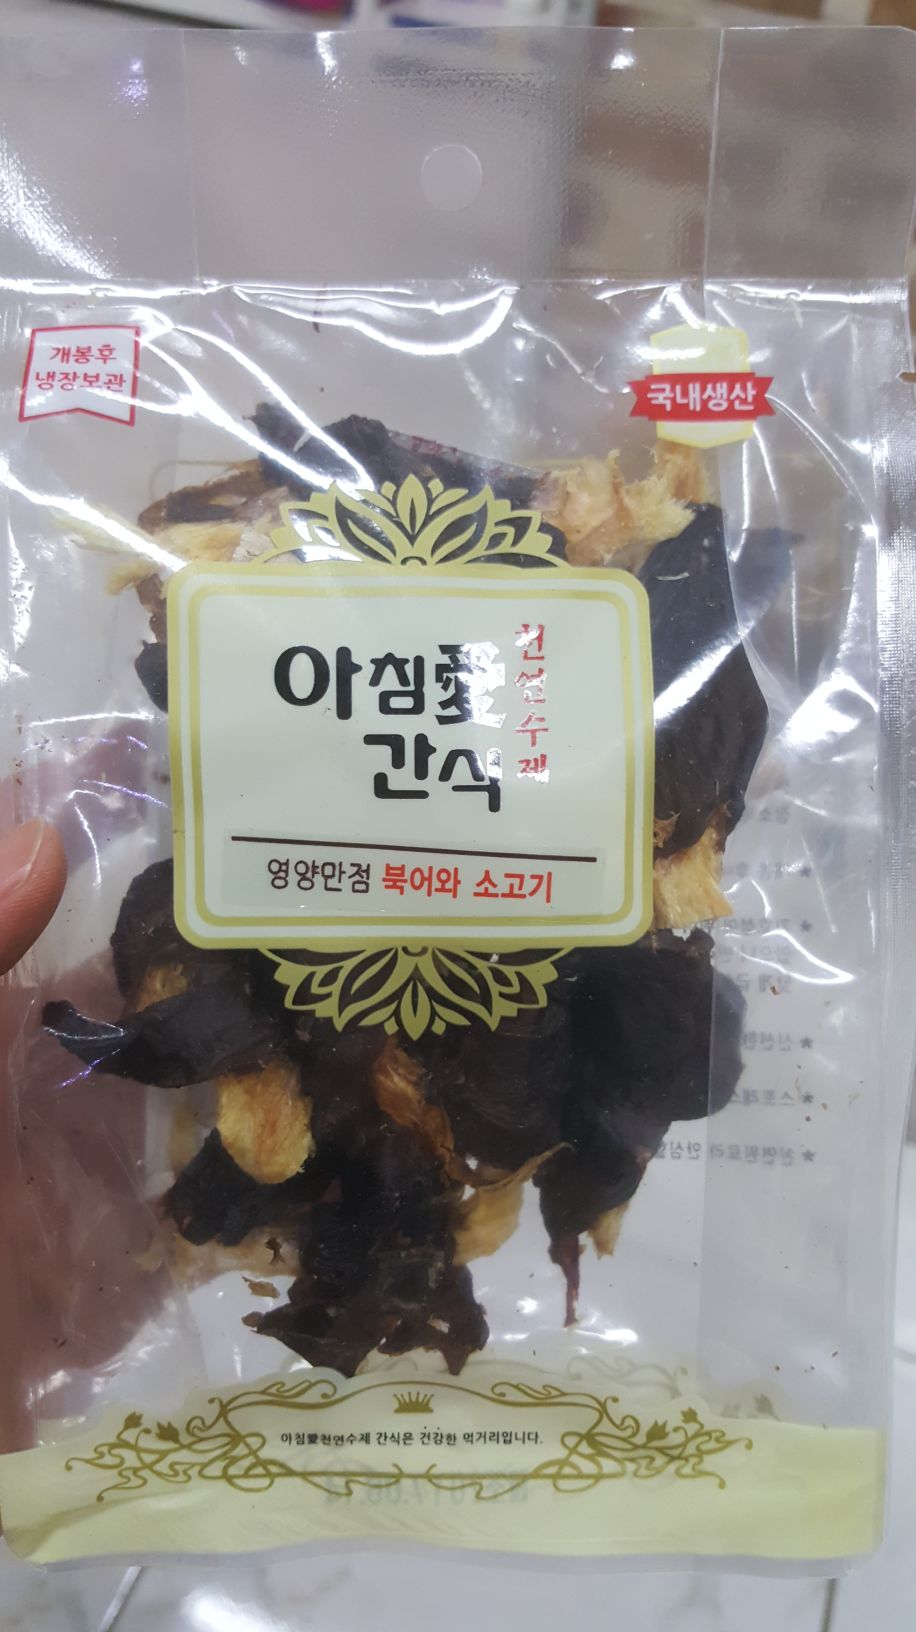 개봉후
냉장보관
국내생산
아침愛
간식
천연수제
영양만점 북어와 소고기
아침愛천연수제 간식은 건강한 먹거리입니다.